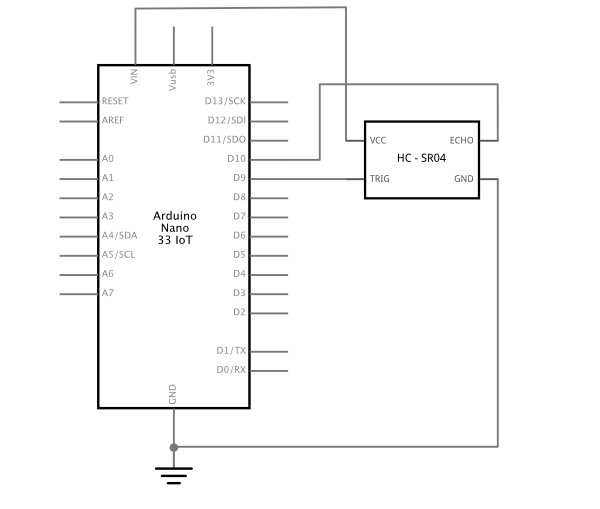 VIN
Vusb
3V3
RESET
AREF
A0
A1
A2
A3
A4/SDA
A5/SCL
A6
A7
Arduino
Nano
33 IoT
D13/SCK
D12/SDI
D11/SDO
D10
D9
D8
D7
D6
D5
D4
D3
D2
D1/TX
D0/RX
GND
VCC
ECHO
HC - SR04
TRIG
GND